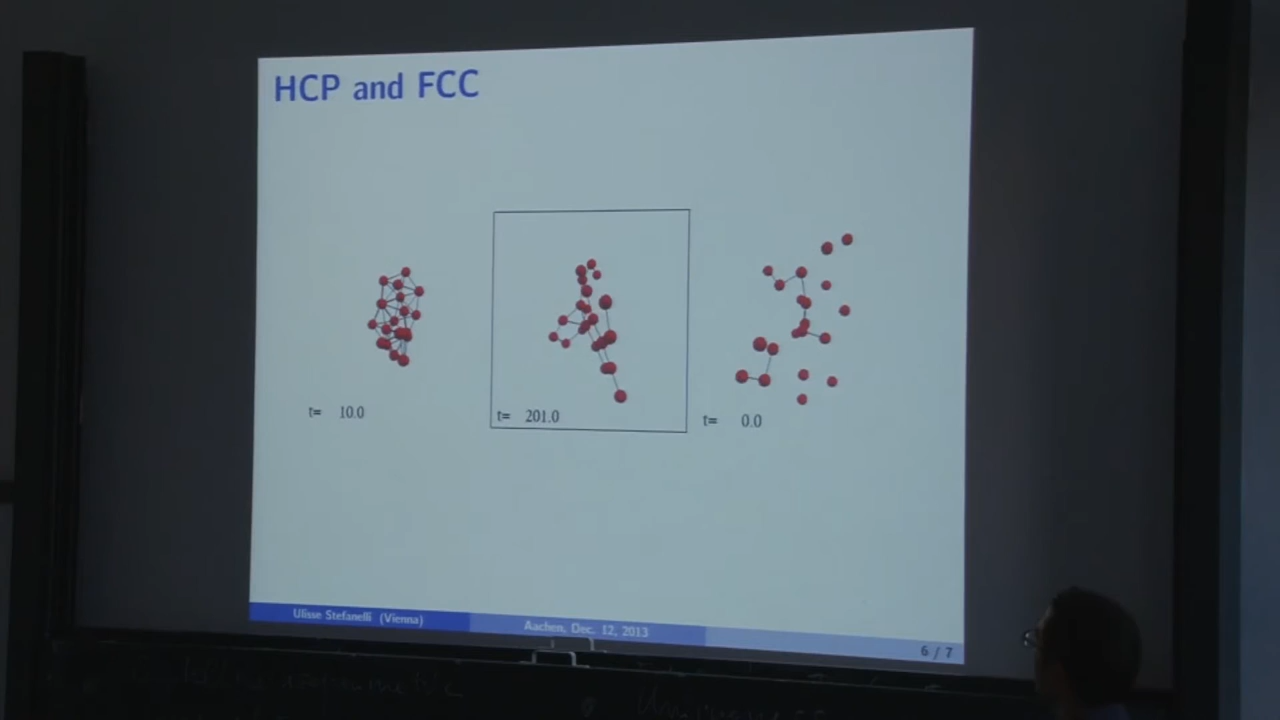 HCP and FCC
t= 10.0
t= 201.0
t= 0.0
Ulisse Stefanelli (Vienna)
Aachen, Dec. 12, 2013
6 / 7